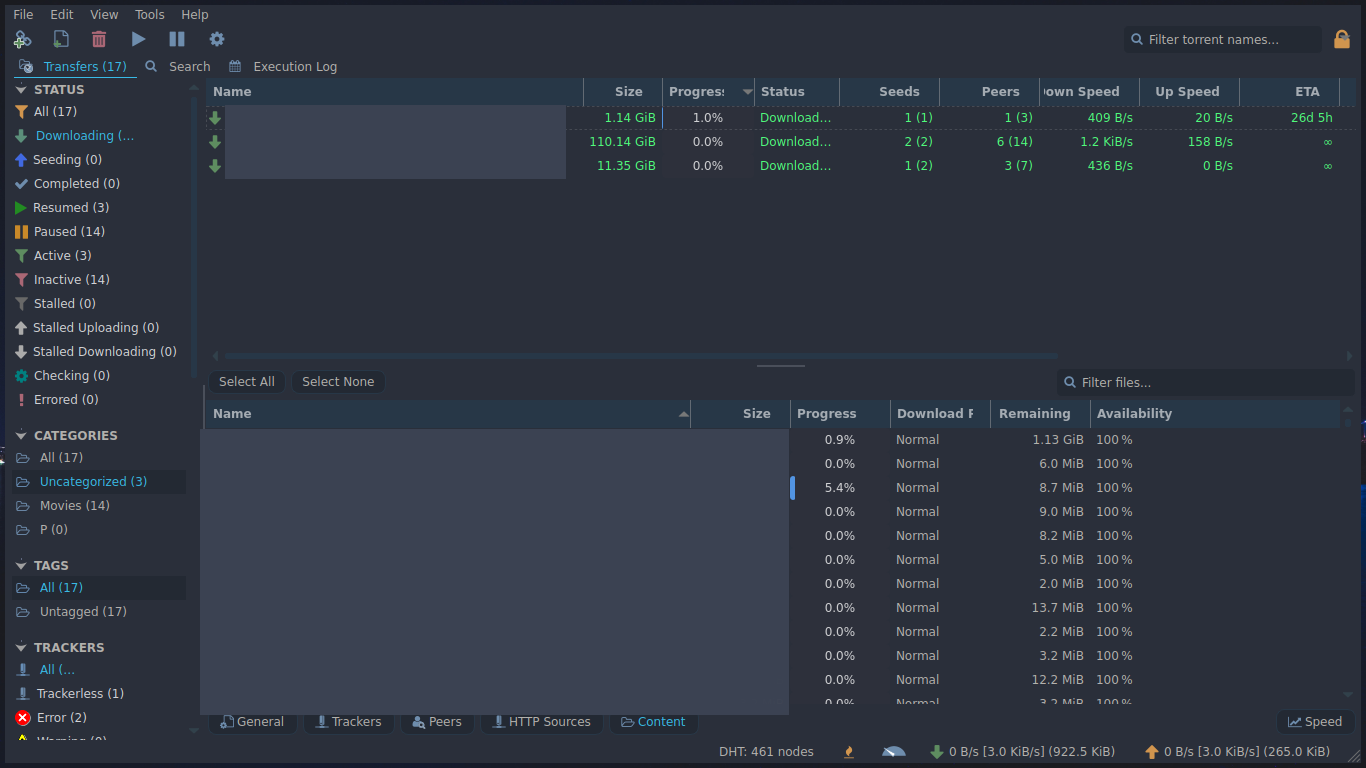 File Edit View Tools Help
Filter torrent names...
Transfers (17) Search Execution Log
STATUS
All (17)
Downloading (...
Seeding (0)
Completed (0)
Resumed (3)
Paused (14)
Active (3)
Inactive (14)
Stalled (0)
Stalled Uploading (0)
Stalled Downloading (0)
Checking (0)
Errored (0)
CATEGORIES
All (17)
Uncategorized (3)
Movies (14)
P (0)
TAGS
All (17)
Untagged (17)
TRACKERS
All (...
Trackerless (1)
Error (2)
Warning (0)
Name Size Progress Status Seeds Peers own Speed Up Speed ETA
1.14 GiB 1.0% Download... 1 (1) 1 (3) 409 B/s 20 B/s 26d 5h
110.14 GiB 0.0% Download... 2 (2) 6 (14) 1.2 KiB/s 158 B/s ∞
11.35 GiB 0.0% Download... 1 (2) 3 (7) 436 B/s 0 B/s ∞
Select All Select None Filter files...
Name Size Progress Download P Remaining Availability
0.9% Normal 1.13 GiB 100 %
0.0% Normal 6.0 MiB 100 %
5.4% Normal 8.7 MiB 100 %
0.0% Normal 9.0 MiB 100 %
0.0% Normal 8.2 MiB 100 %
0.0% Normal 5.0 MiB 100 %
0.0% Normal 2.0 MiB 100 %
0.0% Normal 13.7 MiB 100 %
0.0% Normal 2.2 MiB 100 %
0.0% Normal 3.2 MiB 100 %
0.0% Normal 12.2 MiB 100 %
0.0% Normal 3.2 MiB 100 %
General Trackers Peers HTTP Sources Content Speed
DHT: 461 nodes 0 B/s [3.0 KiB/s] (922.5 KiB) 0 B/s [3.0 KiB/s] (265.0 KiB)